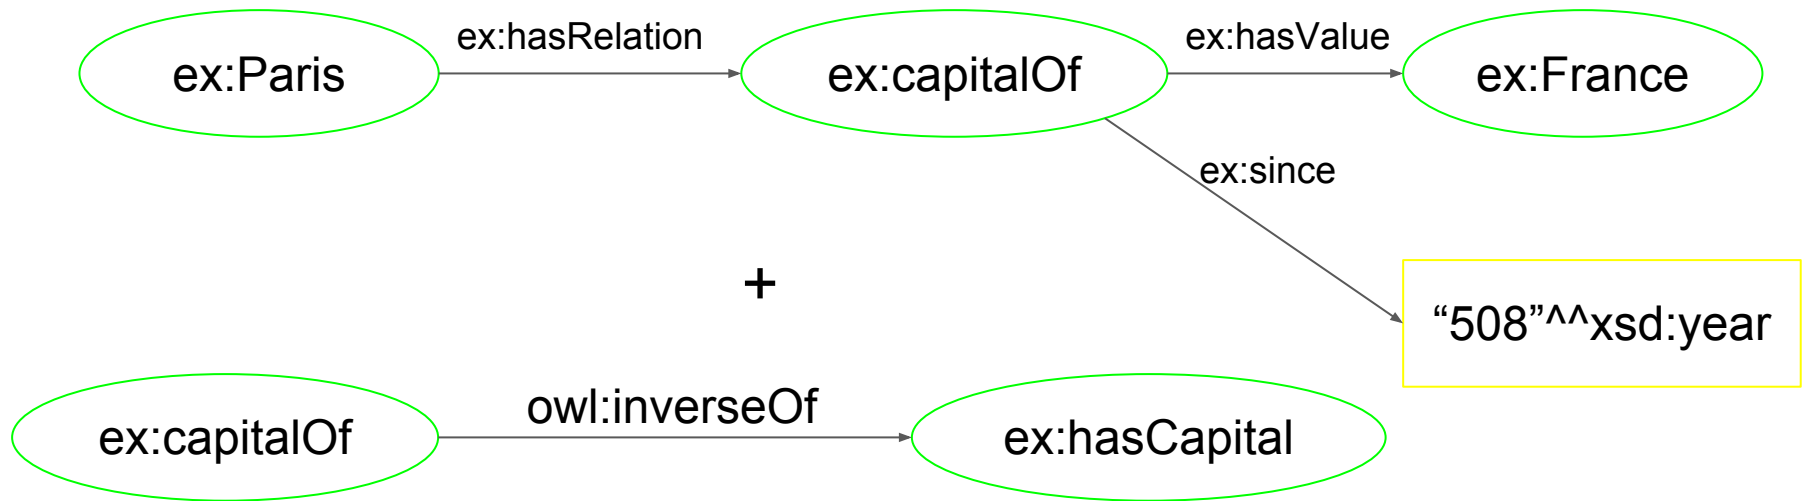 ex:Paris
ex:hasRelation
ex:capitalOf
ex:hasValue
ex:France
ex:since
+
“508”^^xsd:year
ex:capitalOf
owl:inverseOf
ex:hasCapital